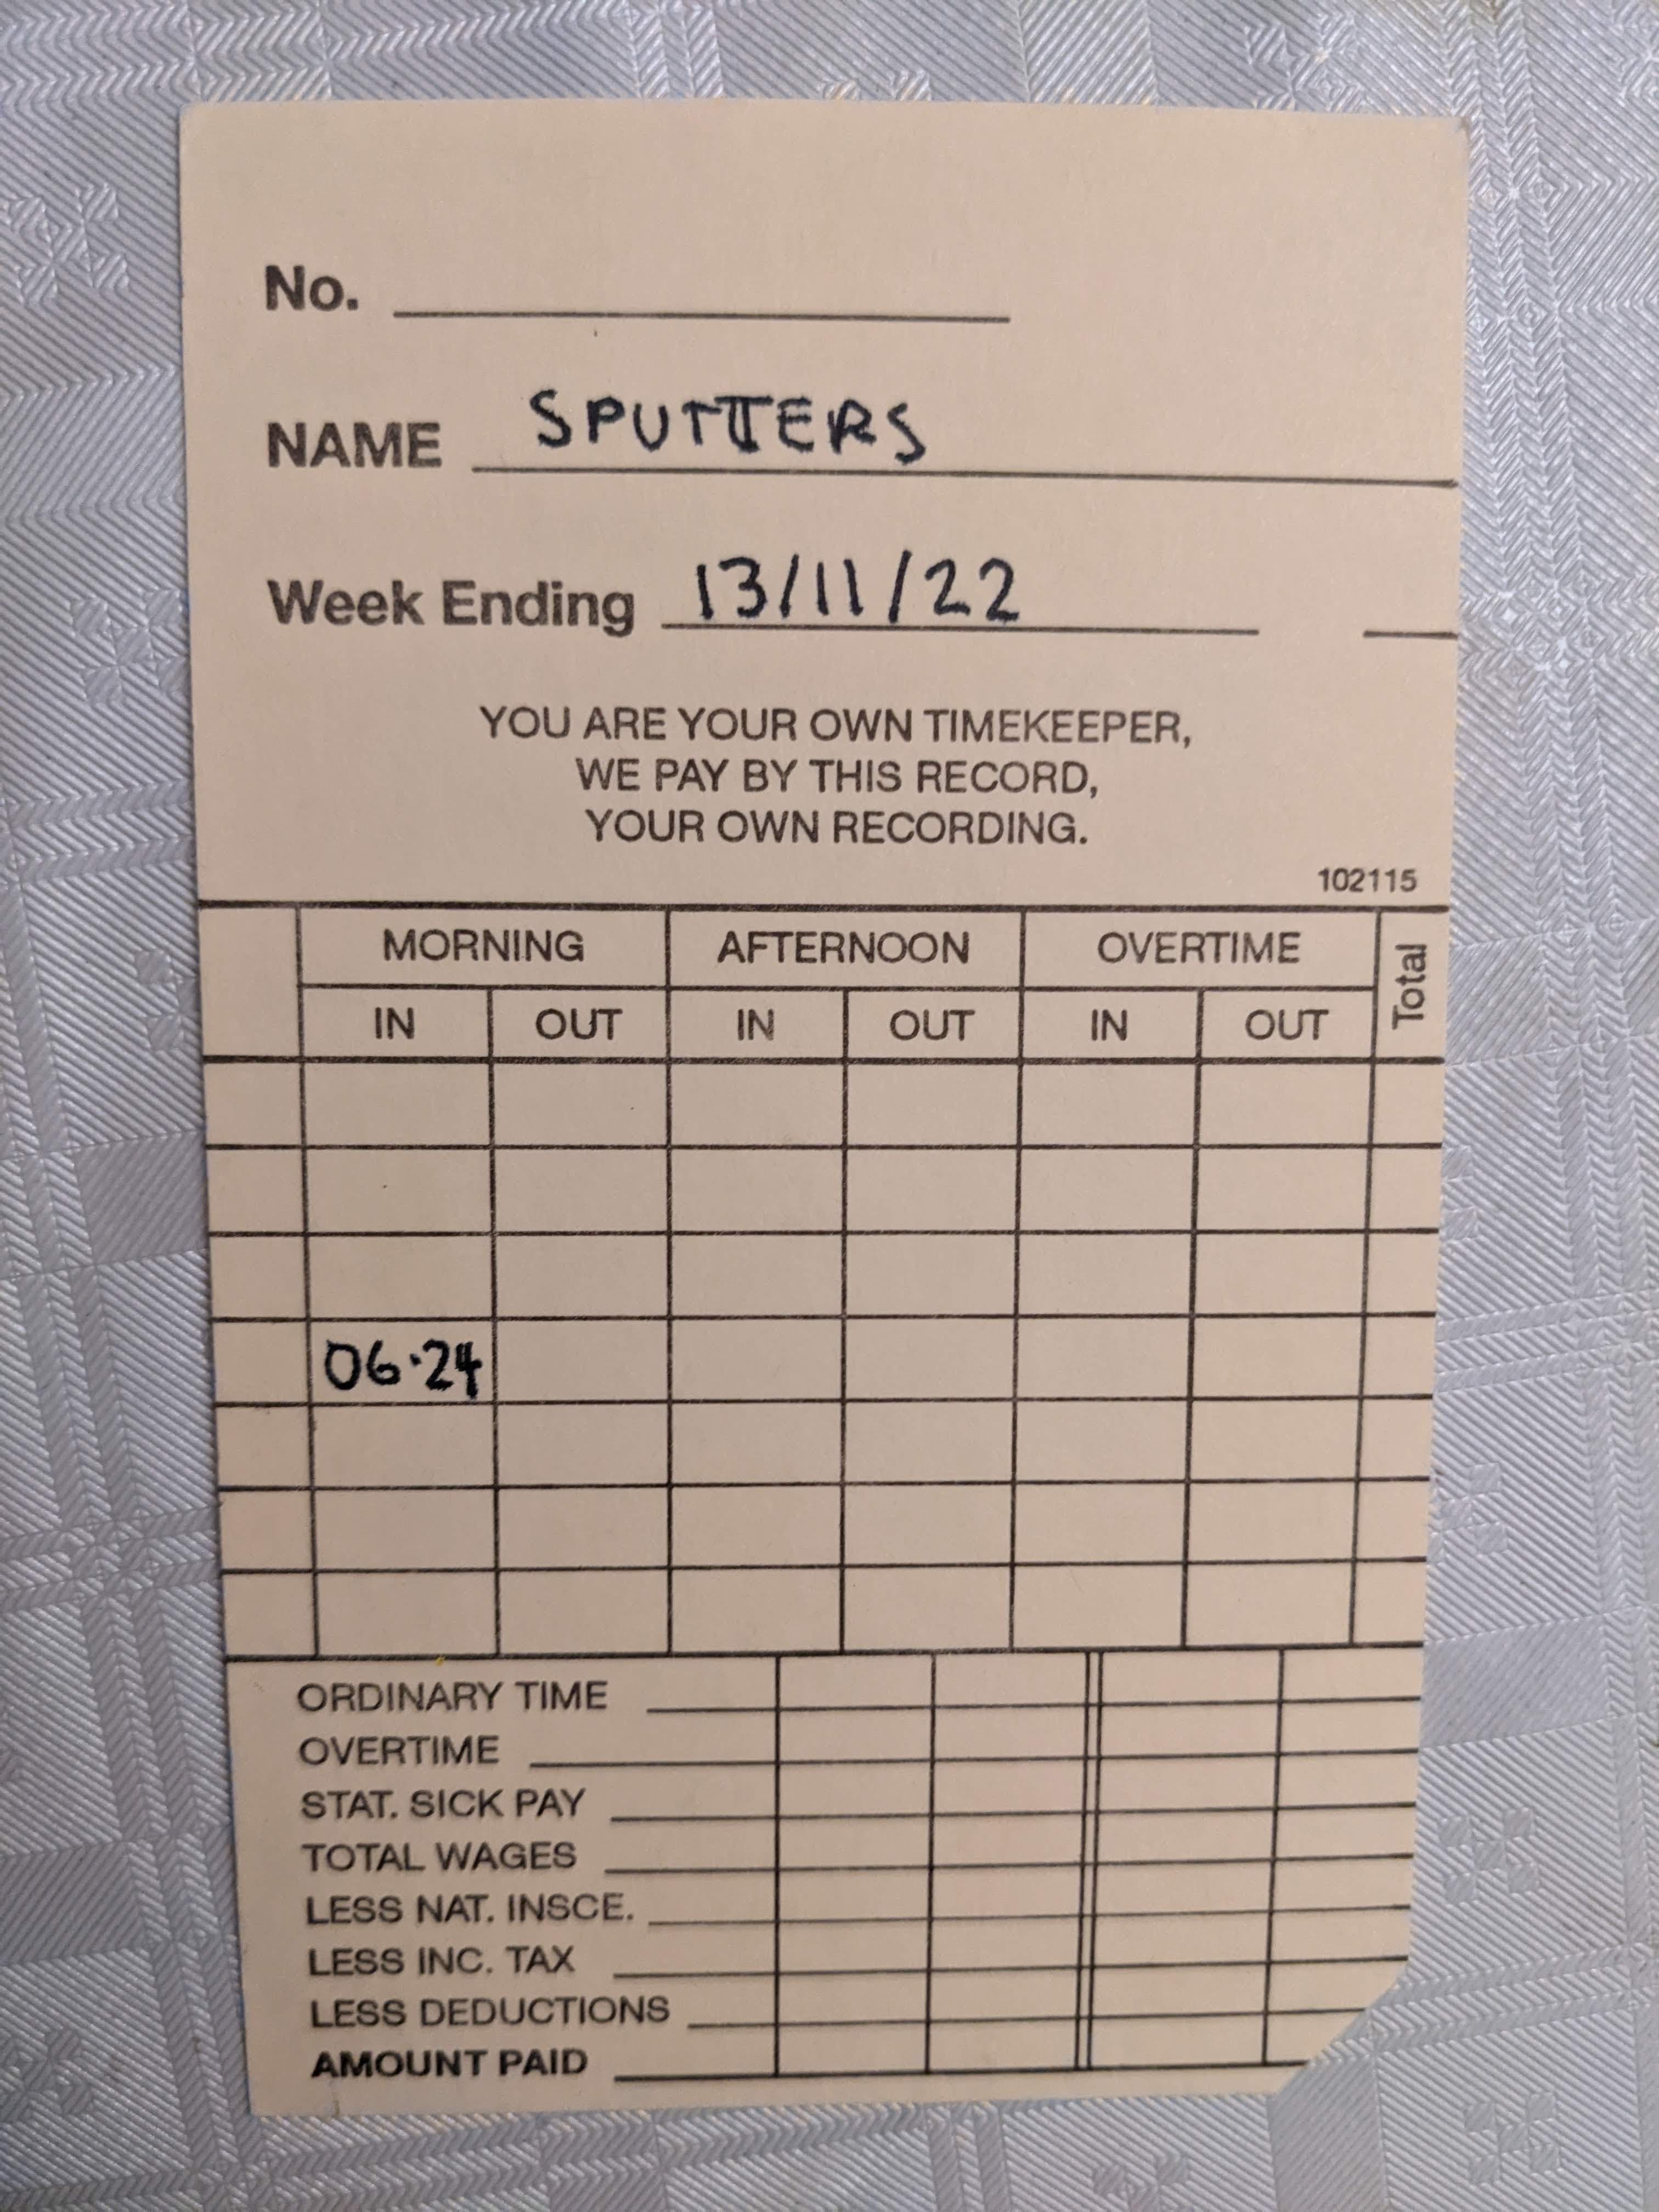 No.
NAME SPUTTERS
Week Ending 13/11/22
YOU ARE YOUR OWN TIMEKEEPER,
WE PAY BY THIS RECORD,
YOUR OWN RECORDING.
102115
MORNING AFTERNOON OVERTIME Total
IN OUT IN OUT IN OUT
06·24
ORDINARY TIME
OVERTIME
STAT. SICK PAY
TOTAL WAGES
LESS NAT. INSCE.
LESS INC. TAX
LESS DEDUCTIONS
AMOUNT PAID